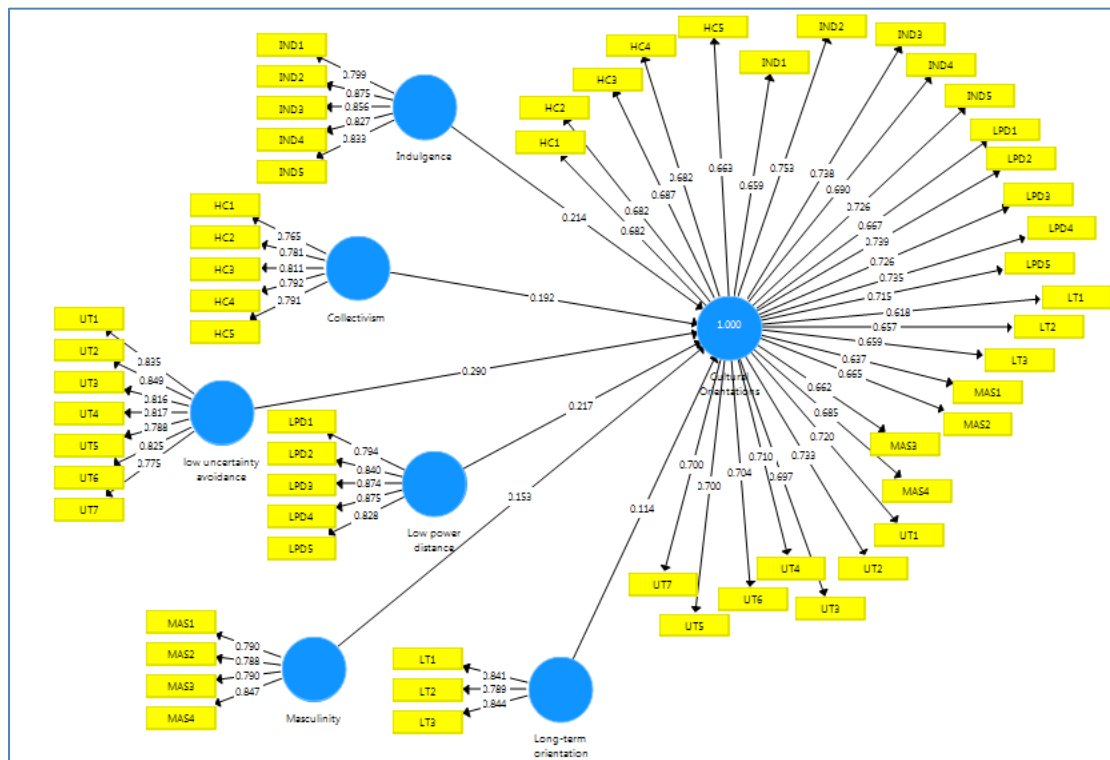 IND1
IND2
IND3
IND4
IND5
0.799
0.875
0.856
0.827
0.833
Indulgence
0.214
HC1
HC2
HC3
HC4
HC5
0.765
0.781
0.811
0.792
0.791
Collectivism
0.192
UT1
UT2
UT3
UT4
UT5
UT6
UT7
0.835
0.849
0.816
0.817
0.788
0.825
0.775
low uncertainty
avoidance
0.290
LPD1
LPD2
LPD3
LPD4
LPD5
0.794
0.840
0.874
0.875
0.828
Low power
distance
0.217
MAS1
MAS2
MAS3
MAS4
0.790
0.788
0.790
0.847
Masculinity
0.153
LT1
LT2
LT3
0.841
0.789
0.844
Long-term
orientation
0.114
1.000
Cultural
Orientations
HC1
HC2
HC3
HC4
HC5
IND1
IND2
IND3
IND4
IND5
LPD1
LPD2
LPD3
LPD4
LPD5
LT1
LT2
LT3
MAS1
MAS2
MAS3
MAS4
UT1
UT2
UT3
UT4
UT6
UT5
UT7
0.682
0.682
0.687
0.682
0.663
0.659
0.753
0.738
0.690
0.726
0.667
0.739
0.726
0.735
0.715
0.618
0.657
0.659
0.637
0.665
0.662
0.685
0.720
0.733
0.697
0.710
0.704
0.700
0.700